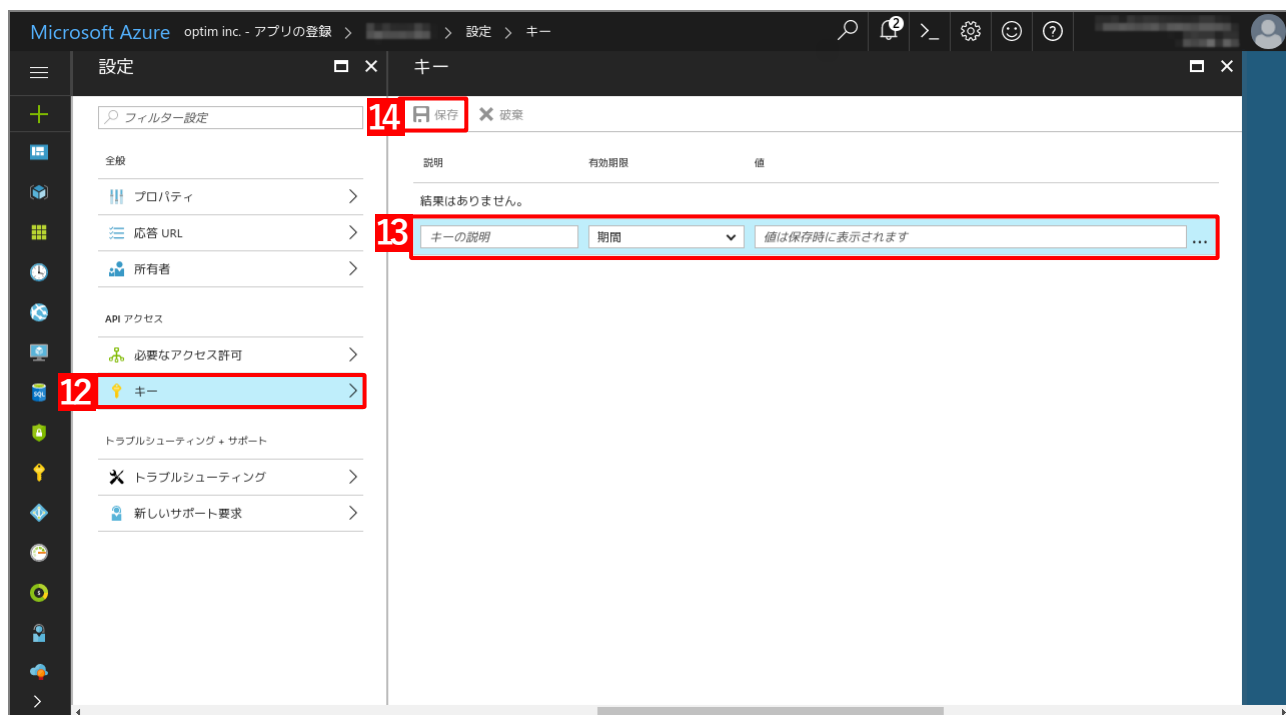 Microsoft Azure optim inc. - アプリの登録 > > 設定 > キー
2
設定
キー
フィルター設定
14
保存
破棄
全般
説明
有効期限
値
プロパティ
結果はありません。
応答 URL
13
キーの説明
期間
値は保存時に表示されます
...
所有者
API アクセス
必要なアクセス許可
12
キー
SQL
トラブルシューティング + サポート
トラブルシューティング
新しいサポート要求